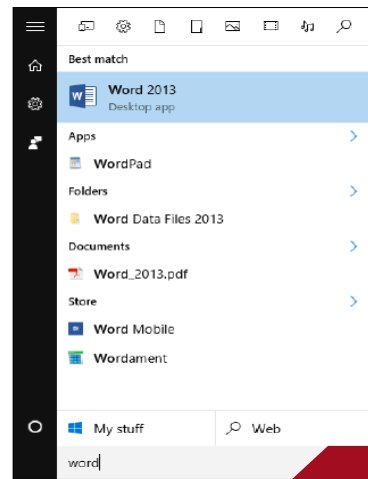 Best match
Word 2013
Desktop app
Apps
WordPad
Folders
Word Data Files 2013
Documents
Word_2013.pdf
Store
Word Mobile
Wordament
My stuff Web
word